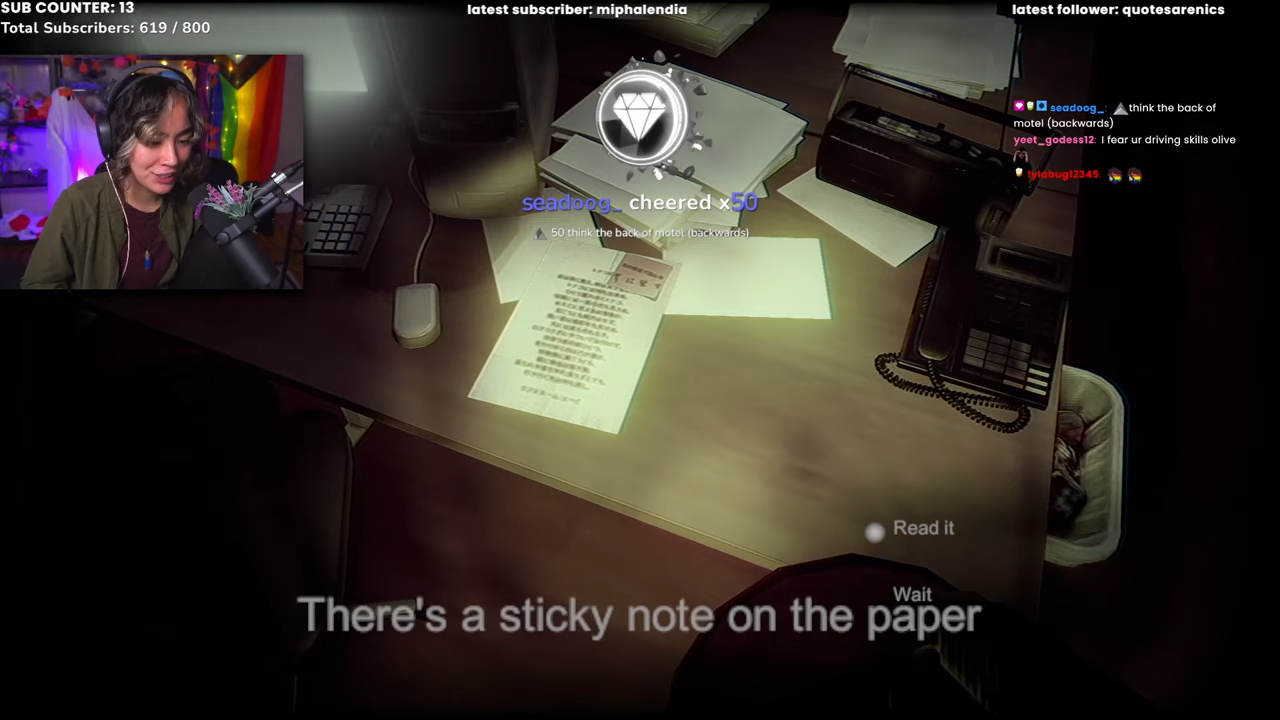 SUB COUNTER: 13
Total Subscribers: 619 / 800
latest subscriber: miphalendia
latest follower: quotesarenics
seadoog_: think the back of
motel (backwards)
yeet_godess12: I fear ur driving skills olive
lylabug12345:
seadoog_ cheered x50
50 think the back of motel (backwards)
Read it
Wait
There's a sticky note on the paper